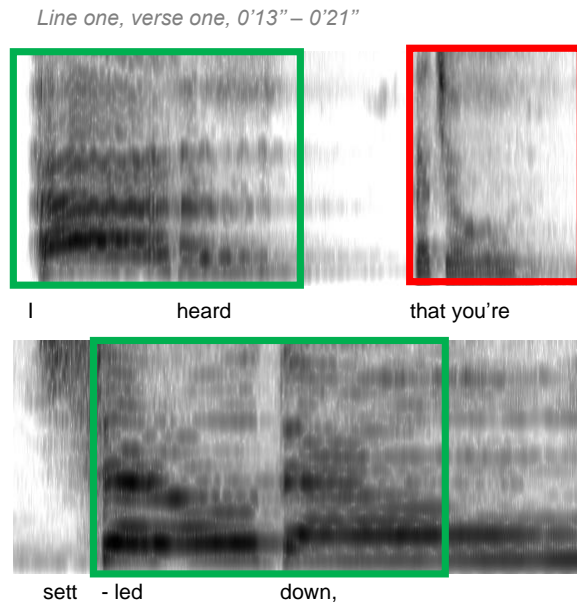 Line one, verse one, 0’13” – 0’21”
I heard that you’re
sett - led down,